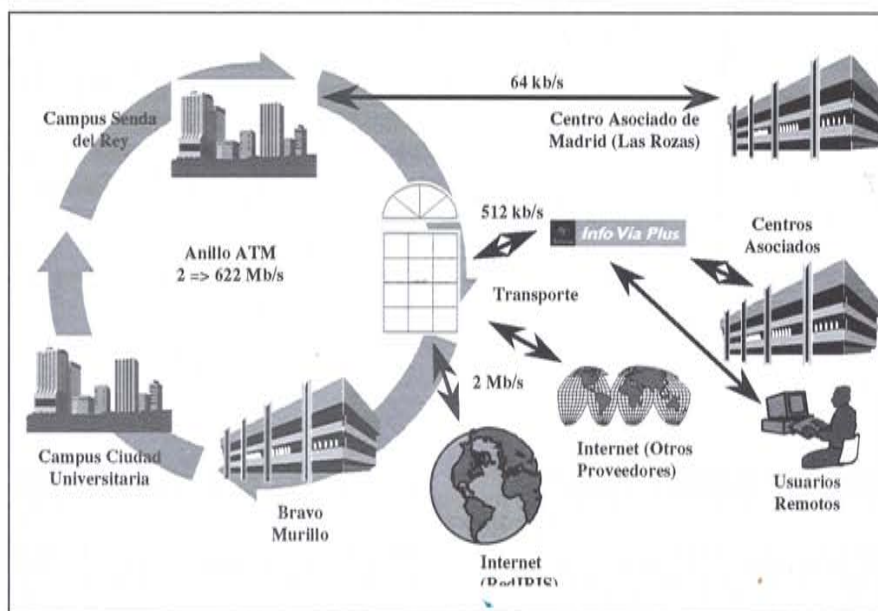 64 kb/s
Campus Senda
del Rey
Centro Asociado de
Madrid (Las Rozas)
512 kb/s
Info Via Plus
Centros
Asociados
Anillo ATM
2 => 622 Mb/s
Transporte
2 Mb/s
Campus Ciudad
Universitaria
Bravo
Murillo
Internet (Otros
Proveedores)
Usuarios
Remotos
Internet
(RedIRIS)